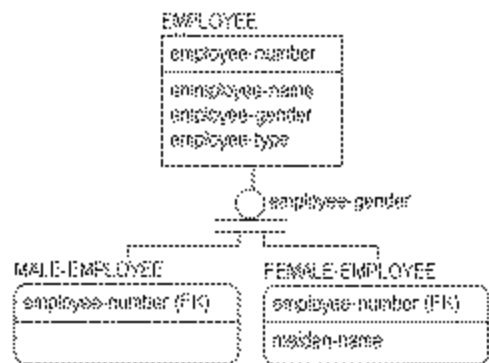 EMPLOYEE
employee-number
employee-name
employee-gender
employee-type
employee-gender
MALE-EMPLOYEE
employee-number (FK)
FEMALE-EMPLOYEE
employee-number (FK)
maiden-name